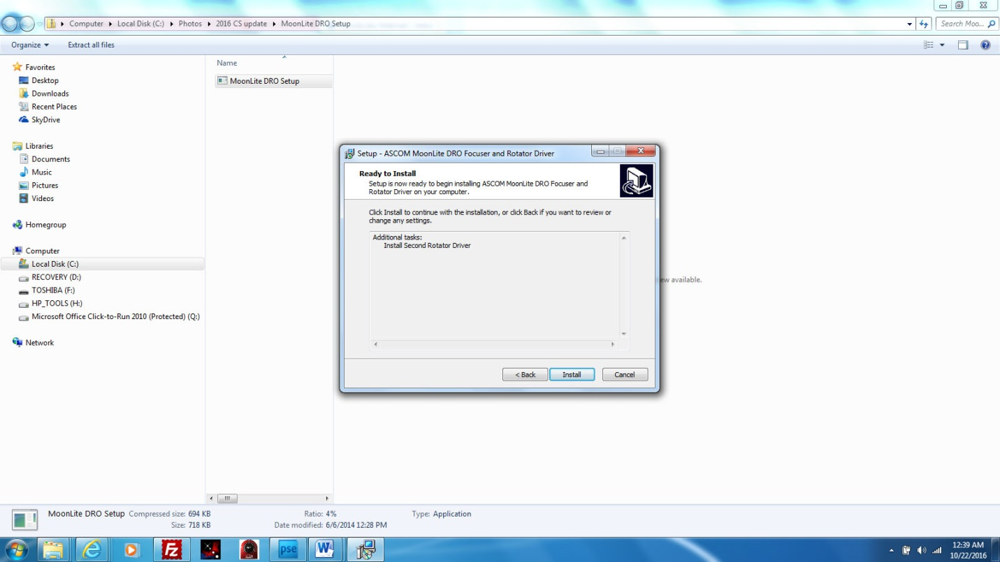 Computer Local Disk (C:) Photos 2016 CS update MoonLite DRO Setup
Search Moo...
Organize Extract all files
Favorites
Desktop
Downloads
Recent Places
SkyDrive
Libraries
Documents
Music
Pictures
Videos
Homegroup
Computer
Local Disk (C:)
RECOVERY (D:)
TOSHIBA (F:)
HP_TOOLS (H:)
Microsoft Office Click-to-Run 2010 (Protected) (Q:)
Network
Name
MoonLite DRO Setup
Setup - ASCOM MoonLite DRO Focuser and Rotator Driver
Ready to Install
Setup is now ready to begin installing ASCOM MoonLite DRO Focuser and
Rotator Driver on your computer.
Click Install to continue with the installation, or click Back if you want to review or
change any settings.
Additional tasks:
Install Second Rotator Driver
< Back Install Cancel
ew available.
MoonLite DRO Setup Compressed size: 694 KB Ratio: 4% Type: Application
Size: 718 KB Date modified: 6/6/2014 12:28 PM
Fz pse W
12:39 AM
10/22/2016